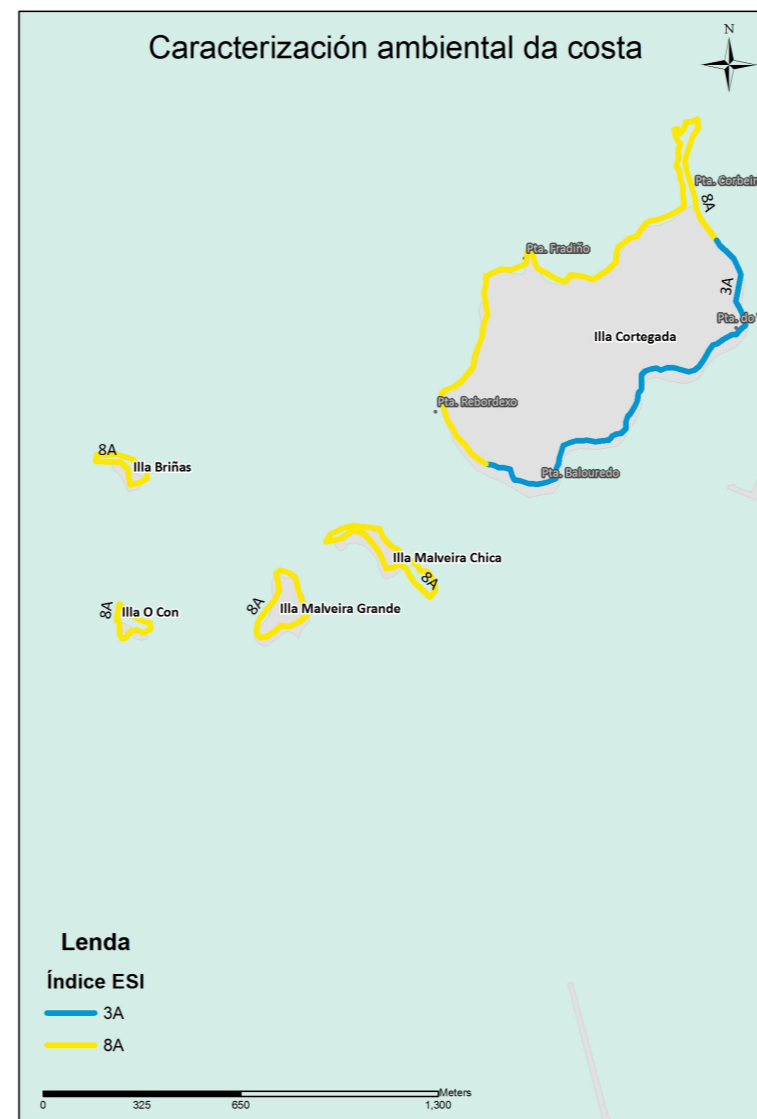 Caracterización ambiental da costa
N
Pta. Corbeir
8A
Pta. Fradiño
3A
Pta. do
Illa Cortegada
Pta. Rebordexo
8A
Illa Briñas
Pta. Balouredo
Illa Malveira Chica
8A
8A
Illa O Con
8A
Illa Malveira Grande
Lenda
Índice ESI
3A
8A
Meters
0 325 650 1,300